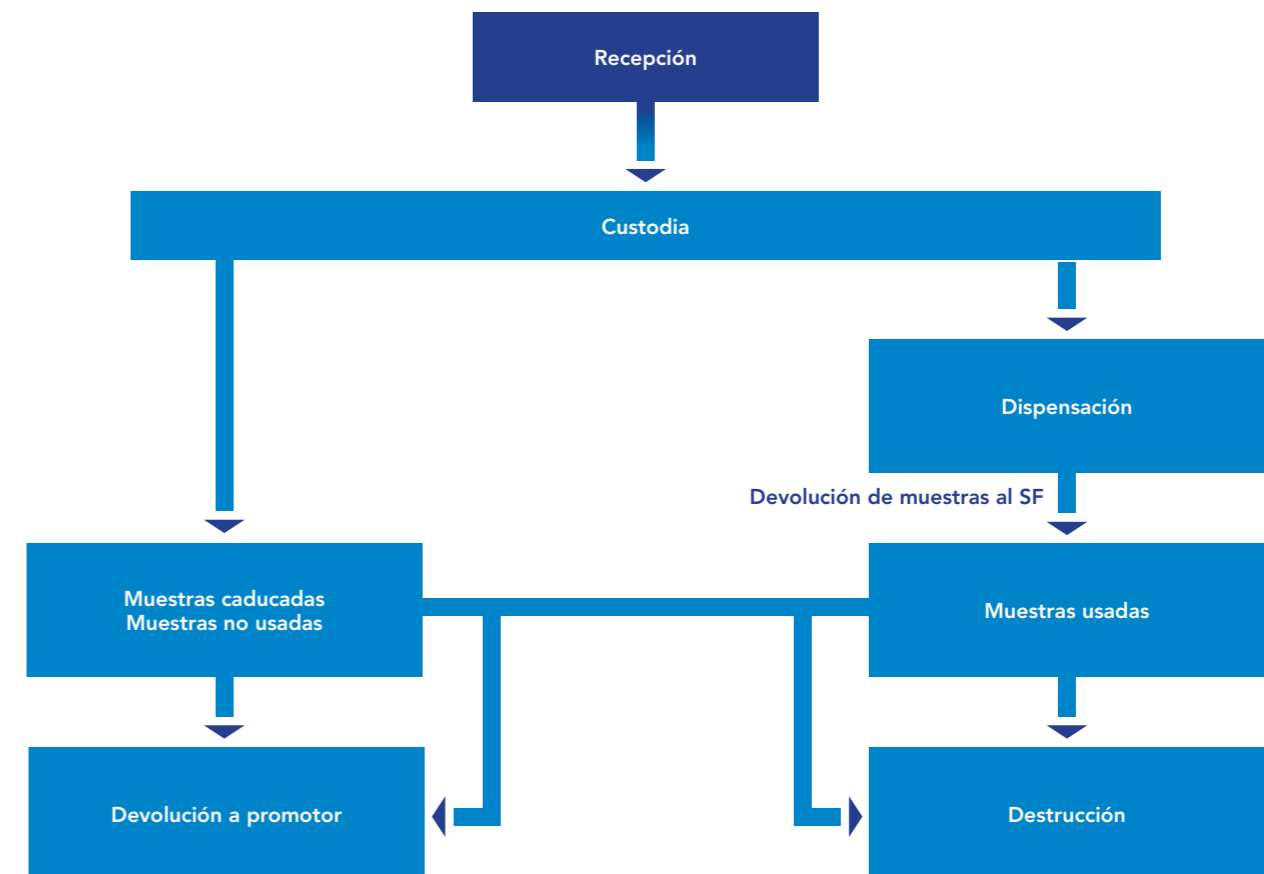 Recepción
Custodia
Dispensación
Devolución de muestras al SF
Muestras caducadas
Muestras no usadas
Muestras usadas
Devolución a promotor
Destrucción